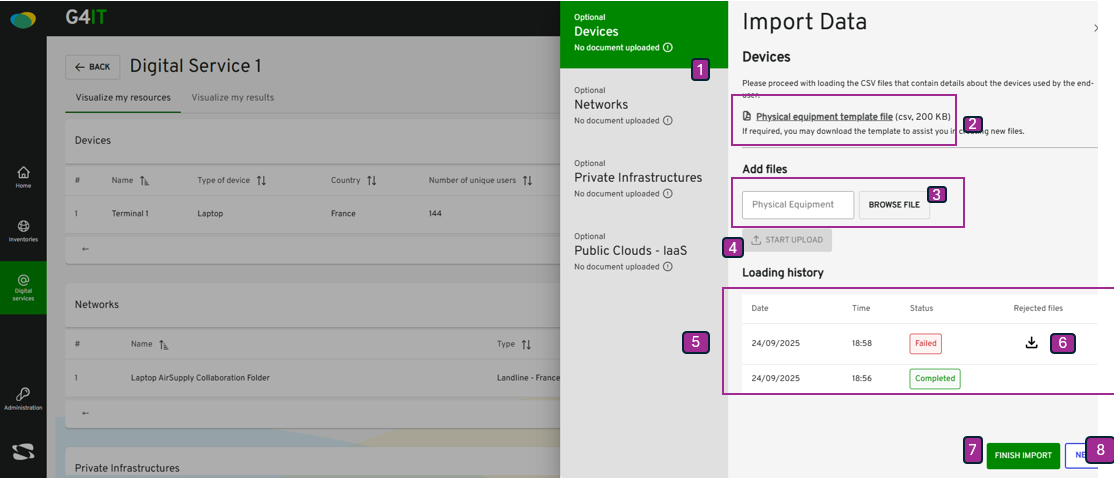 G4IT
BACK
Digital Service 1
Visualize my resources
Visualize my results
Devices
# Name Type of device Country Number of unique users
1 Terminal 1 Laptop France 144
Networks
# Name Type
1 Laptop AirSupply Collaboration Folder Landline - France
Private Infrastructures
Home
Inventories
Digital
services
Administration
Optional
Devices
No document uploaded
1
Optional
Networks
No document uploaded
Optional
Private Infrastructures
No document uploaded
Optional
Public Clouds - IaaS
No document uploaded
Import Data
Devices
Please proceed with loading the CSV files that contain details about the devices used by the end-
user.
Physical equipment template file (csv, 200 KB)
2
If required, you may download the template to assist you in creating new files.
Add files
Physical Equipment
BROWSE FILE
3
4
START UPLOAD
Loading history
Date Time Status Rejected files
5
24/09/2025 18:58 Failed
6
24/09/2025 18:56 Completed
7
FINISH IMPORT
8